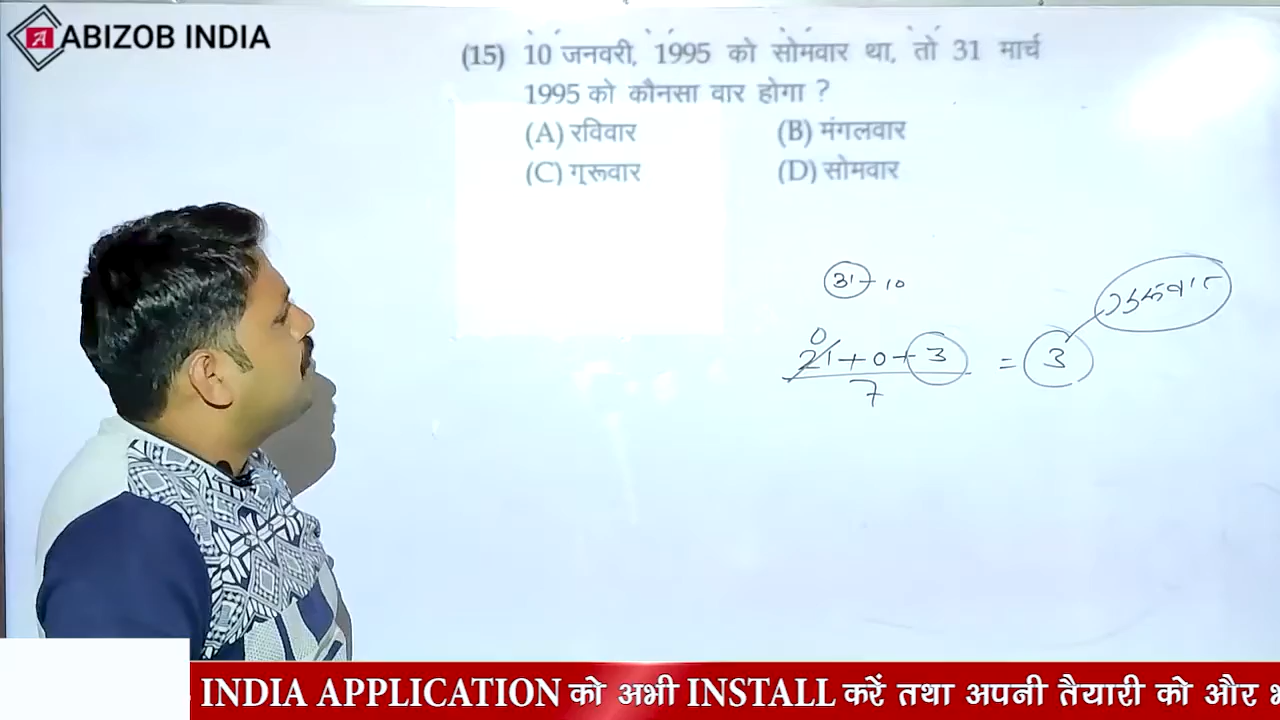 ABIZOB INDIA
(15) 10 जनवरी, 1995 को सोमवार था, तो 31 मार्च
1995 को कौनसा वार होगा ?
(A) रविवार (B) मंगलवार
(C) गुरूवार (D) सोमवार
31 - 10
0
21 + 0 + 3 = 3
7
INDIA APPLICATION को अभी INSTALL करें तथा अपनी तैयारी को और